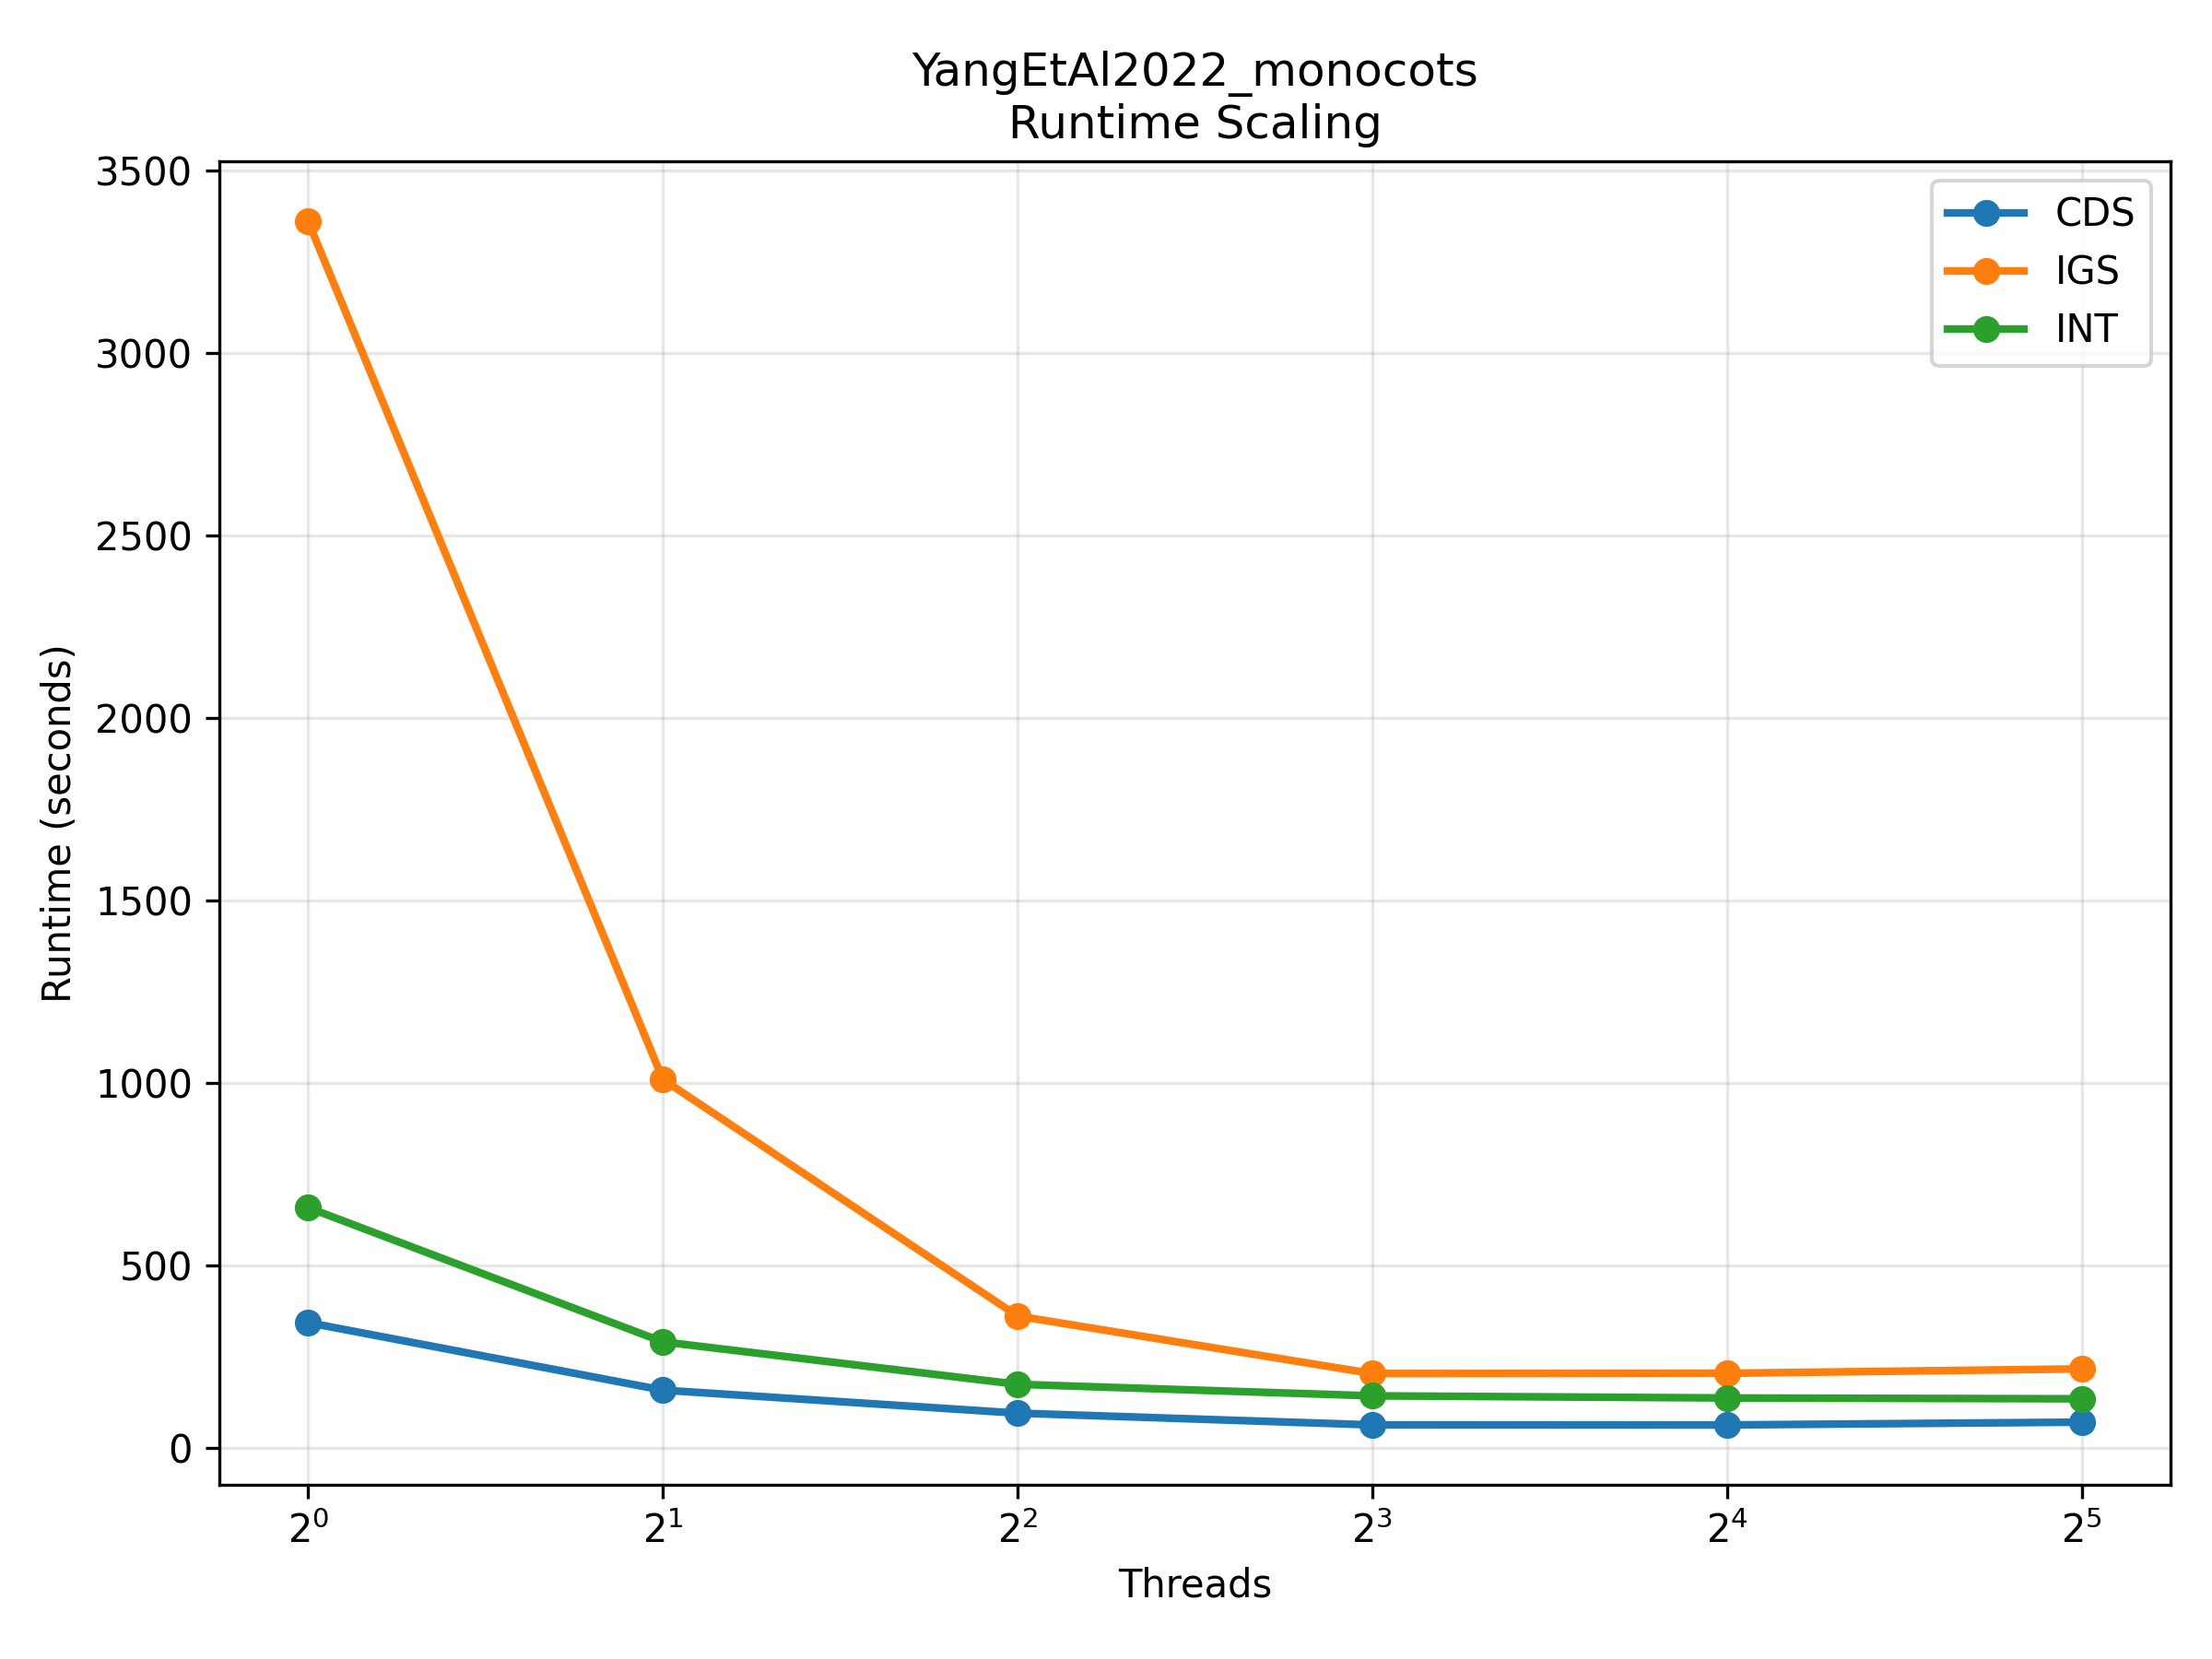 YangEtAl2022_monocots
Runtime Scaling
3500
3000
2500
2000
1500
1000
500
0
Runtime (seconds)
CDS
IGS
INT
2⁰ 2¹ 2² 2³ 2⁴ 2⁵
Threads